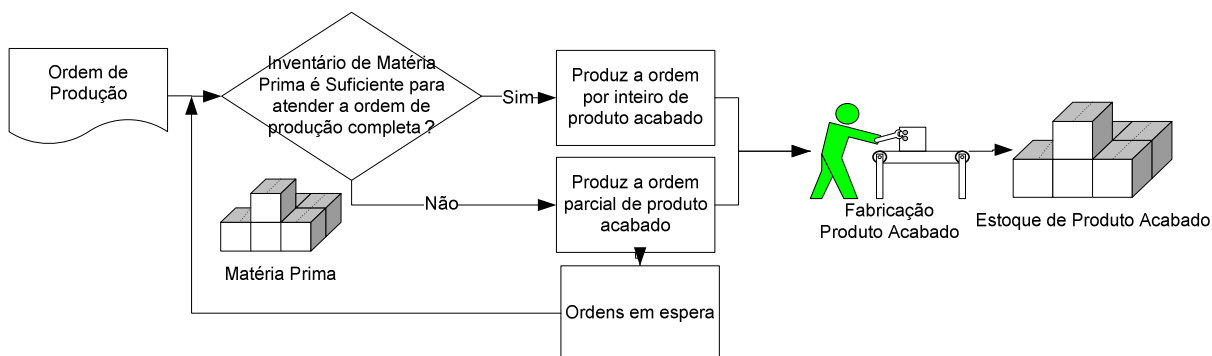 Ordem de
Produção
Inventário de Matéria
Prima é Suficiente para
atender a ordem de
produção completa ?
Sim
Produz a ordem
por inteiro de
produto acabado
Não
Produz a ordem
parcial de produto
acabado
Ordens em espera
Matéria Prima
Fabricação
Produto Acabado
Estoque de Produto Acabado